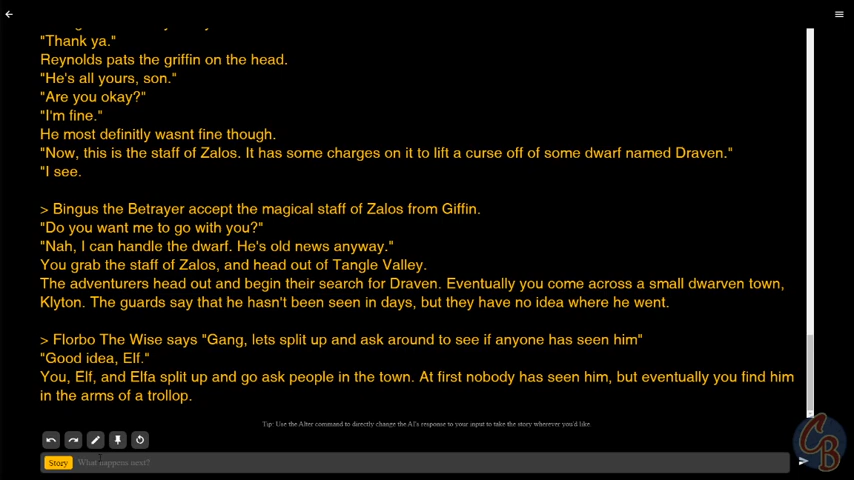 "Thank ya."
Reynolds pats the griffin on the head.
"He's all yours, son."
"Are you okay?"
"I'm fine."
He most definitly wasnt fine though.
"Now, this is the staff of Zalos. It has some charges on it to lift a curse off of some dwarf named Draven."
"I see.
> Bingus the Betrayer accept the magical staff of Zalos from Giffin.
"Do you want me to go with you?"
"Nah, I can handle the dwarf. He's old news anyway."
You grab the staff of Zalos, and head out of Tangle Valley.
The adventurers head out and begin their search for Draven. Eventually you come across a small dwarven town,
Klyton. The guards say that he hasn't been seen in days, but they have no idea where he went.
> Florbo The Wise says "Gang, lets split up and ask around to see if anyone has seen him"
"Good idea, Elf."
You, Elf, and Elfa split up and go ask people in the town. At first nobody has seen him, but eventually you find him
in the arms of a trollop.
Tip: Use the Alter command to directly change the AI's response to your input to take the story wherever you'd like.
Story What happens next?
CB